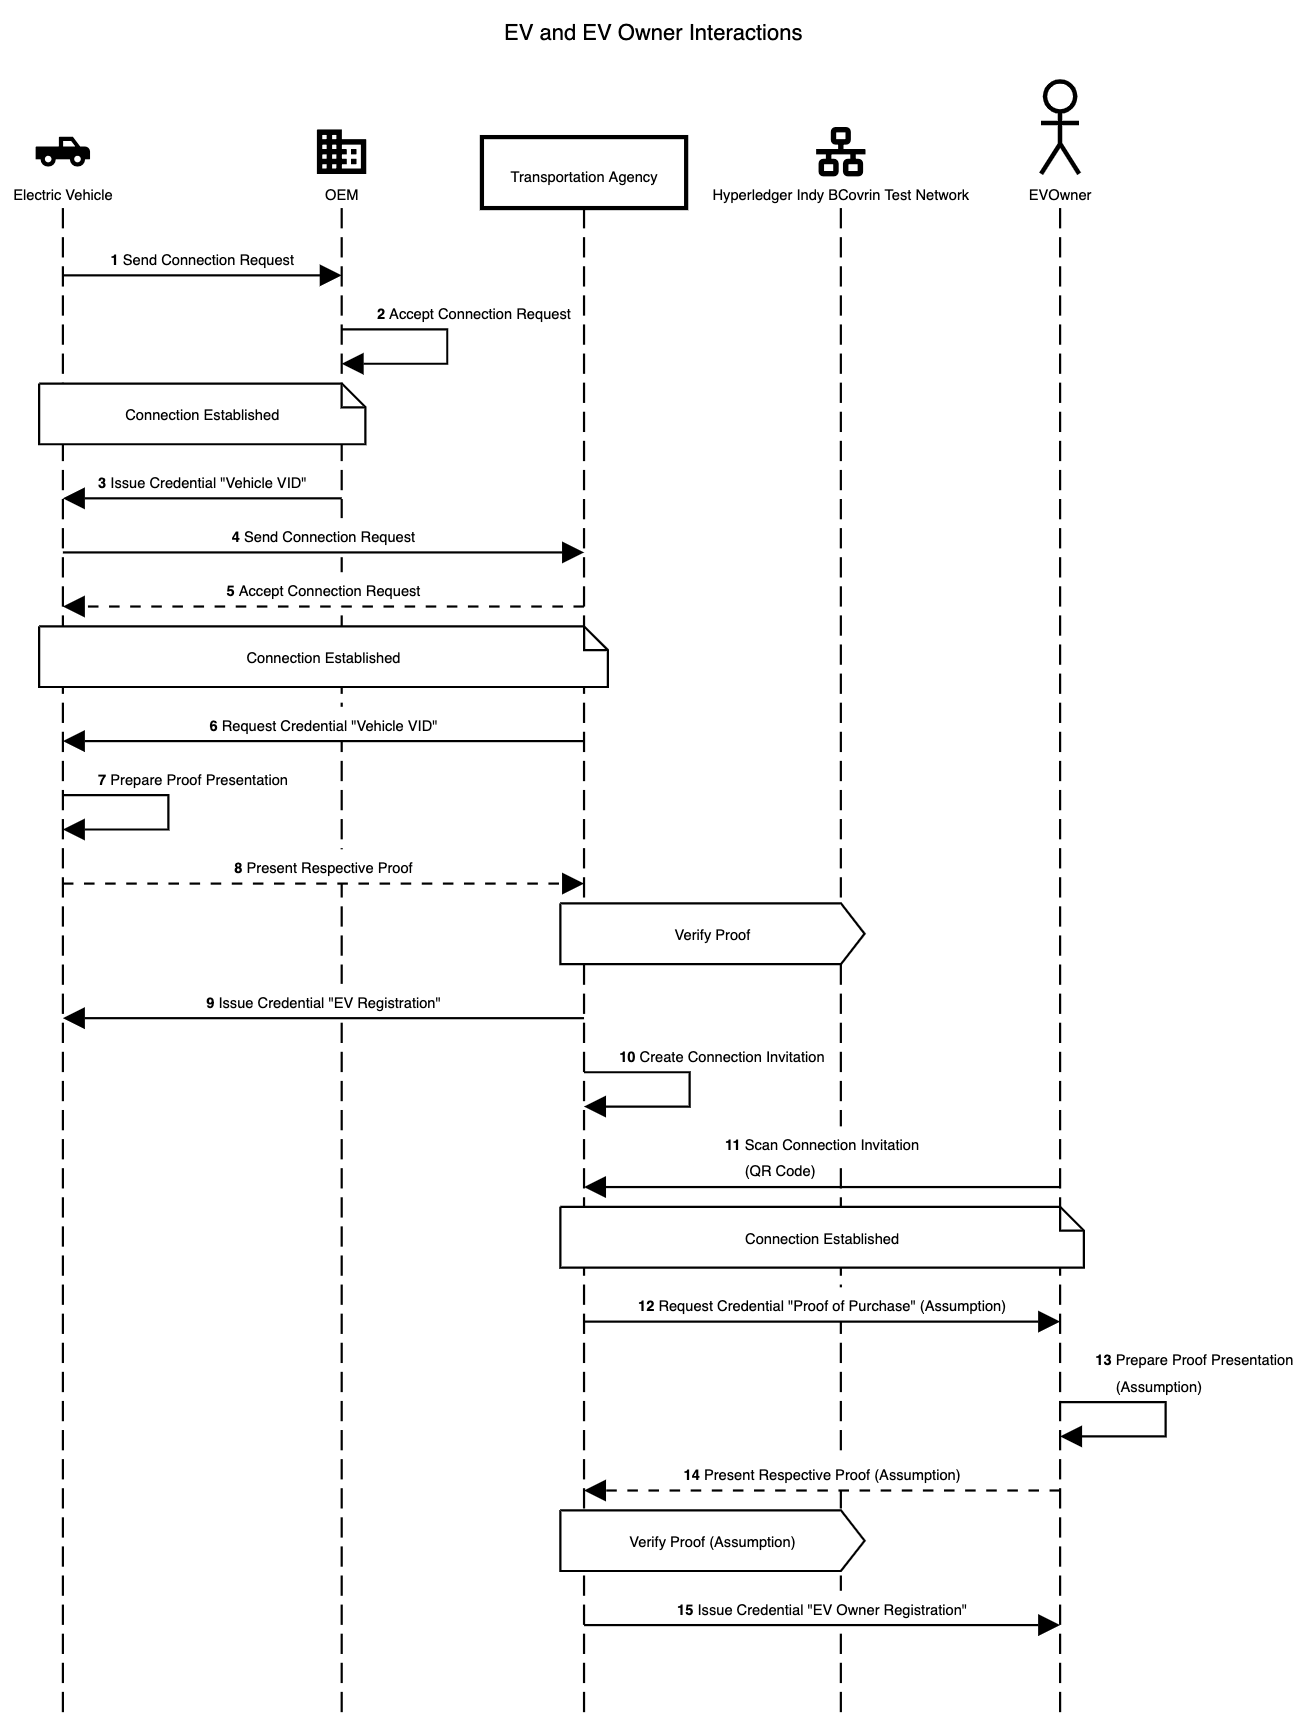 EV and EV Owner Interactions
Electric Vehicle
OEM
Transportation Agency
Hyperledger Indy BCovrin Test Network
EVOwner
1 Send Connection Request
2 Accept Connection Request
Connection Established
3 Issue Credential "Vehicle VID"
4 Send Connection Request
5 Accept Connection Request
Connection Established
6 Request Credential "Vehicle VID"
7 Prepare Proof Presentation
8 Present Respective Proof
Verify Proof
9 Issue Credential "EV Registration"
10 Create Connection Invitation
11 Scan Connection Invitation
(QR Code)
Connection Established
12 Request Credential "Proof of Purchase" (Assumption)
13 Prepare Proof Presentation
(Assumption)
14 Present Respective Proof (Assumption)
Verify Proof (Assumption)
15 Issue Credential "EV Owner Registration"